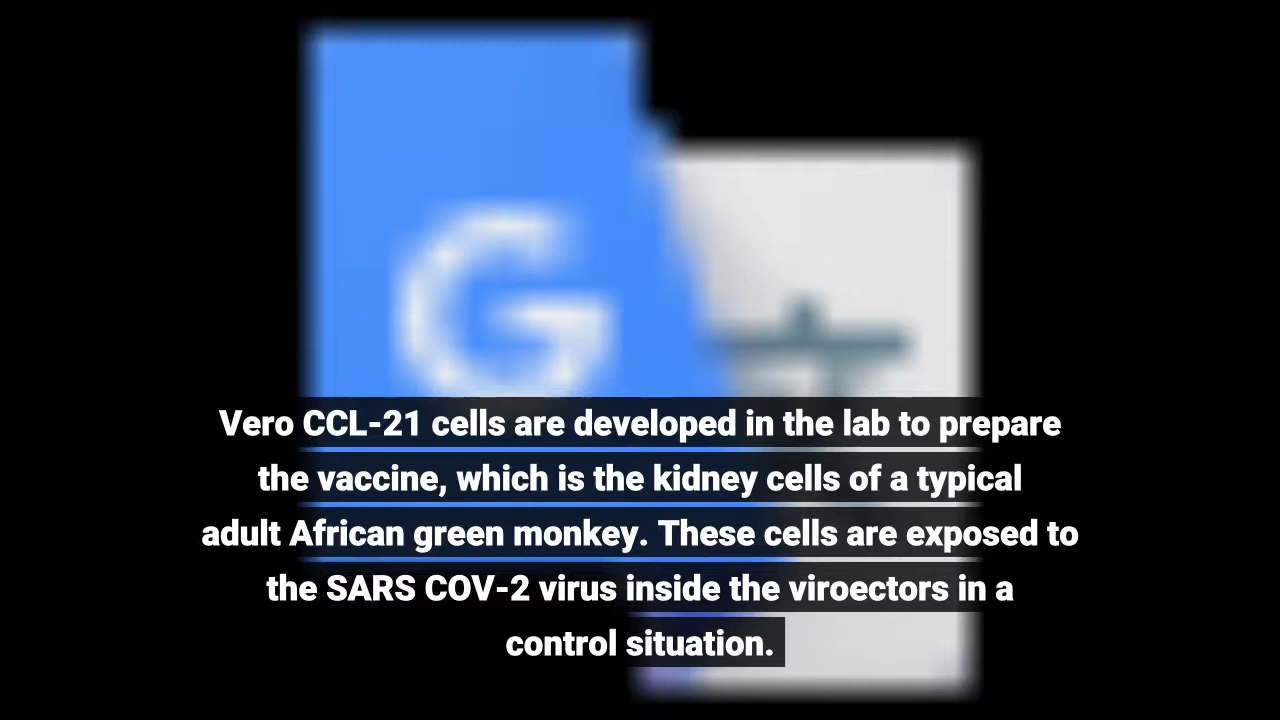 G
Vero CCL-21 cells are developed in the lab to prepare
the vaccine, which is the kidney cells of a typical
adult African green monkey. These cells are exposed to
the SARS COV-2 virus inside the viroectors in a
control situation.